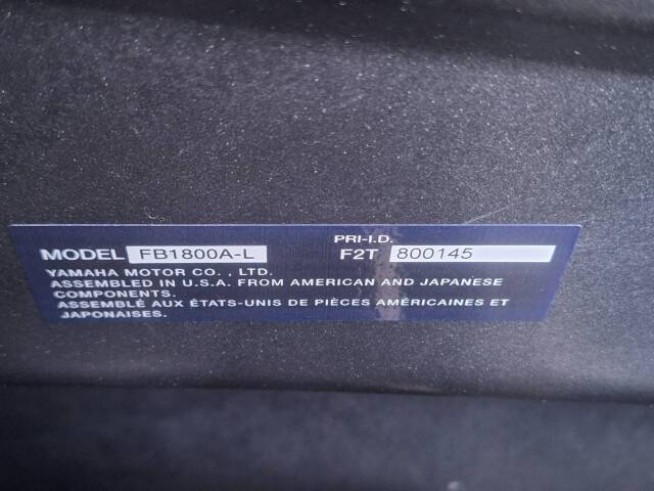 PRI-I.D.
MODEL FB1800A-L F2T 800145
YAMAHA MOTOR CO. , LTD.
ASSEMBLED IN U.S.A. FROM AMERICAN AND JAPANESE
COMPONENTS.
ASSEMBLÉ AUX ÉTATS-UNIS DE PIÈCES AMÉRICAINES ET
JAPONAISES.